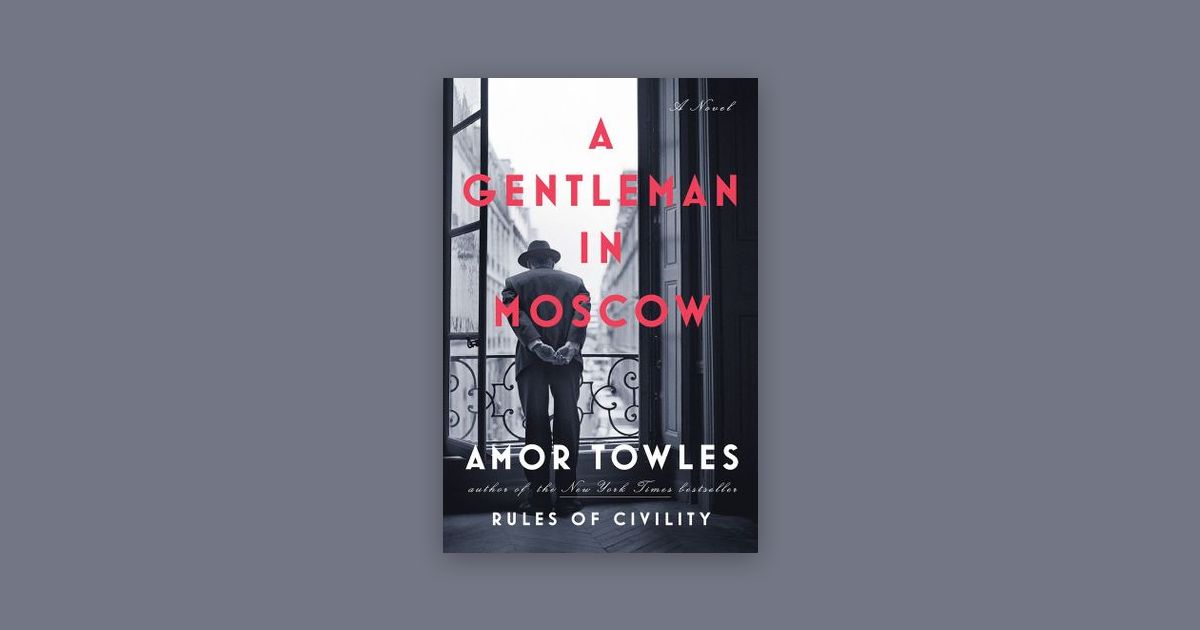 A Novel
A
GENTLEMAN
IN
MOSCOW
AMOR TOWLES
author of the New York Times bestseller
RULES OF CIVILITY